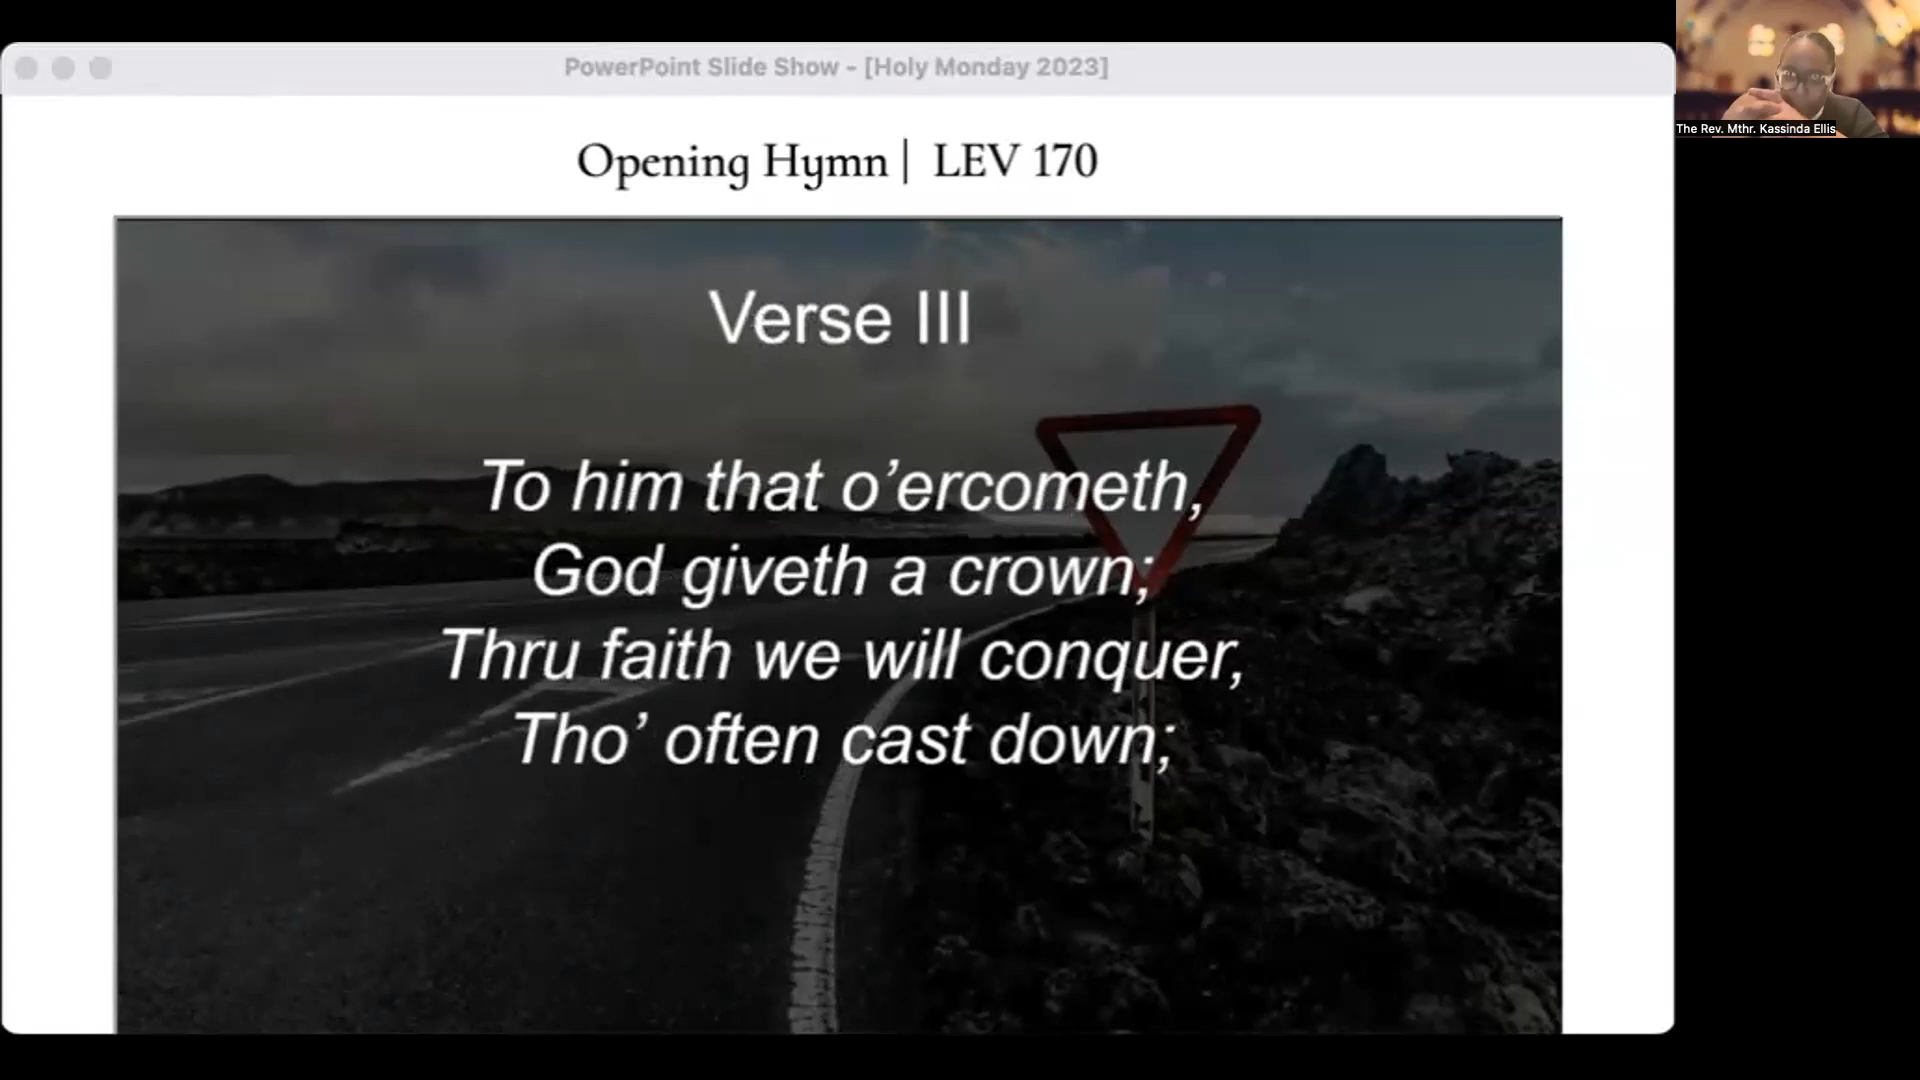 PowerPoint Slide Show - [Holy Monday 2023]
The Rev. Mthr. Kassinda Ellis
Opening Hymn | LEV 170
Verse III
To him that o’ercometh,
God giveth a crown;
Thru faith we will conquer,
Tho’ often cast down;